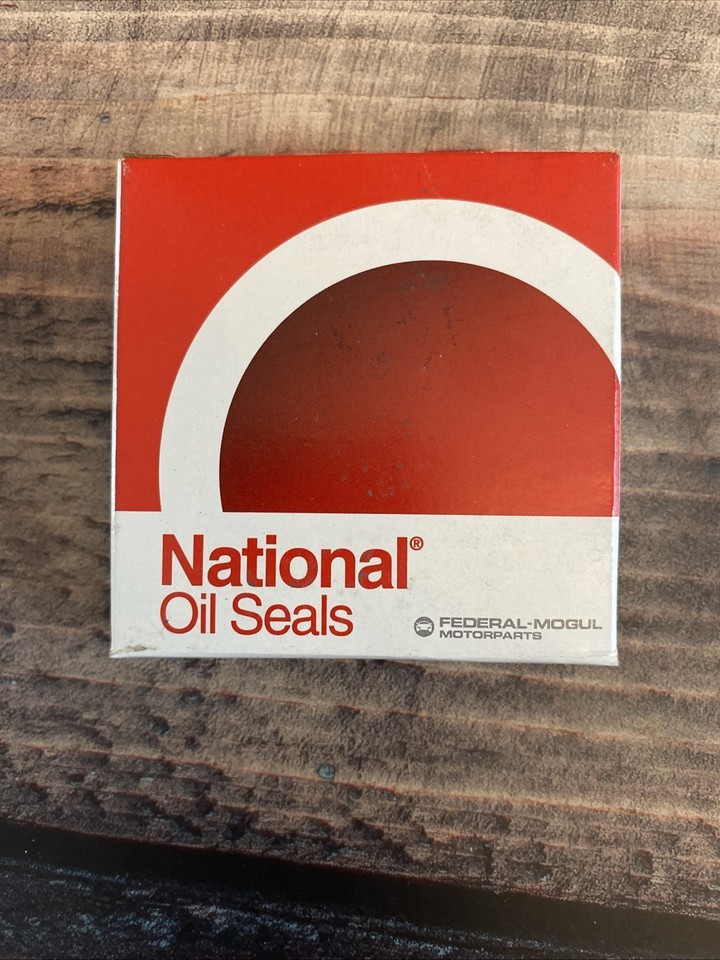 National®
Oil Seals
FEDERAL-MOGUL
MOTORPARTS